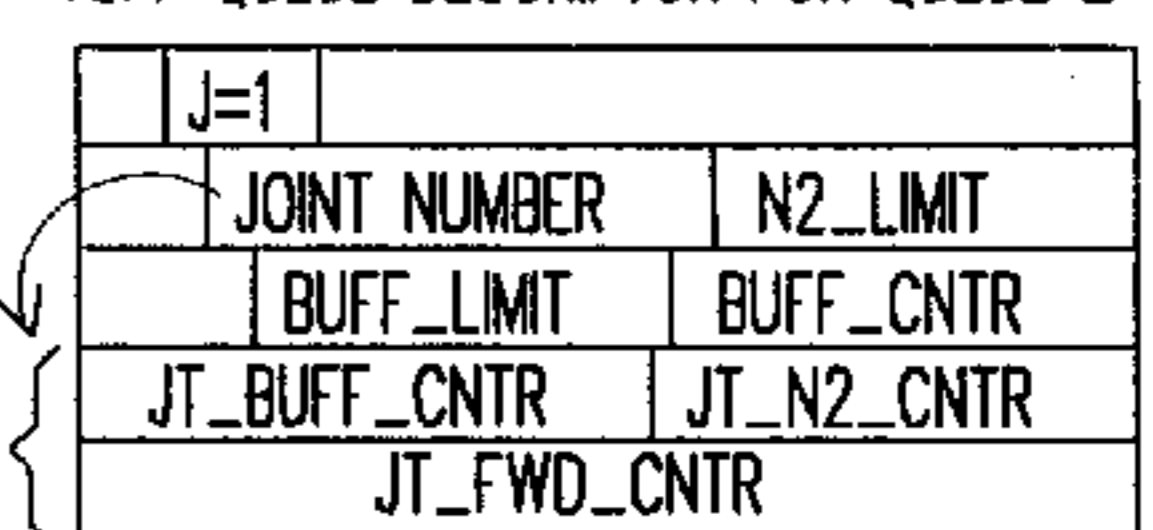 J=1
JOINT NUMBER N2_LIMIT
BUFF_LIMIT BUFF_CNTR
JT_BUFF_CNTR JT_N2_CNTR
JT_FWD_CNTR